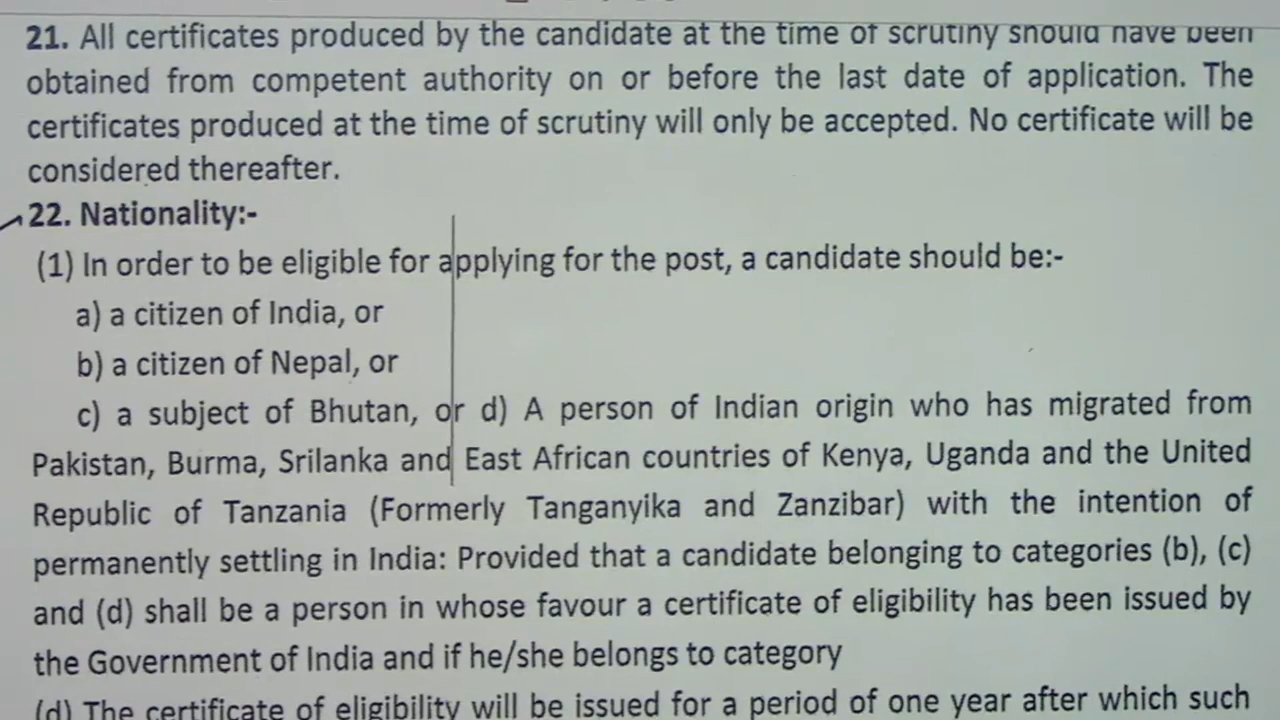 21. All certificates produced by the candidate at the time of scrutiny should have been
obtained from competent authority on or before the last date of application. The
certificates produced at the time of scrutiny will only be accepted. No certificate will be
considered thereafter.
22. Nationality:-
(1) In order to be eligible for applying for the post, a candidate should be:-
a) a citizen of India, or
b) a citizen of Nepal, or
c) a subject of Bhutan, or d) A person of Indian origin who has migrated from
Pakistan, Burma, Srilanka and East African countries of Kenya, Uganda and the United
Republic of Tanzania (Formerly Tanganyika and Zanzibar) with the intention of
permanently settling in India: Provided that a candidate belonging to categories (b), (c)
and (d) shall be a person in whose favour a certificate of eligibility has been issued by
the Government of India and if he/she belongs to category
(d) The certificate of eligibility will be issued for a period of one year after which such